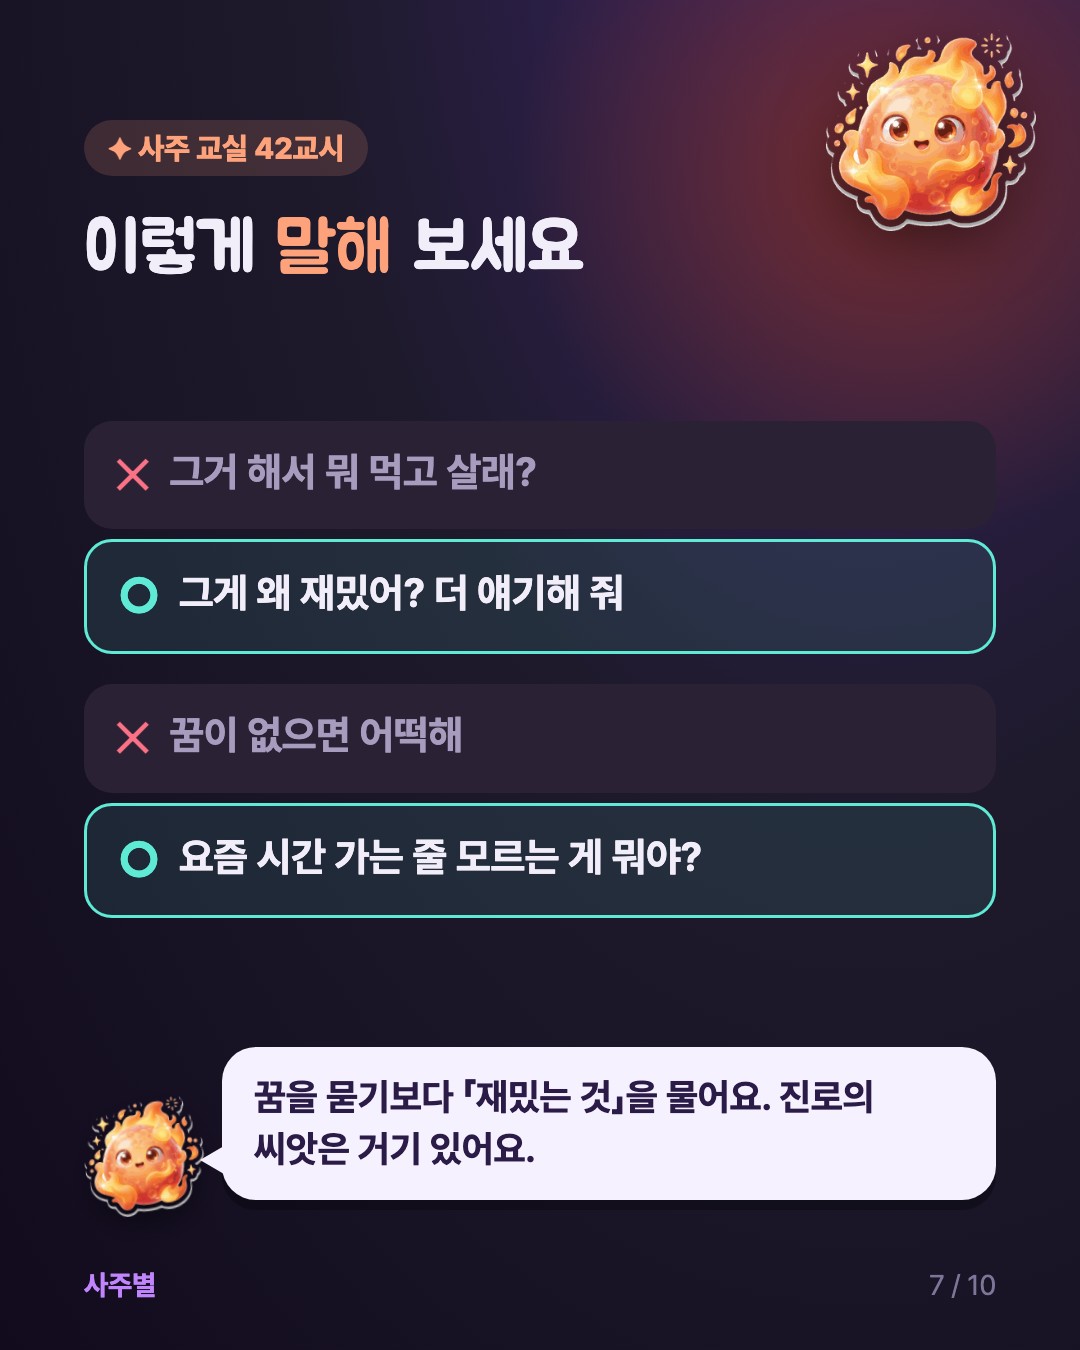 ✦ 사주 교실 42교시
이렇게 말해 보세요
그거 해서 뭐 먹고 살래?
그게 왜 재밌어? 더 얘기해 줘
꿈이 없으면 어떡해
요즘 시간 가는 줄 모르는 게 뭐야?
꿈을 묻기보다 「재밌는 것」을 물어요. 진로의
씨앗은 거기 있어요.
사주별
7 / 10